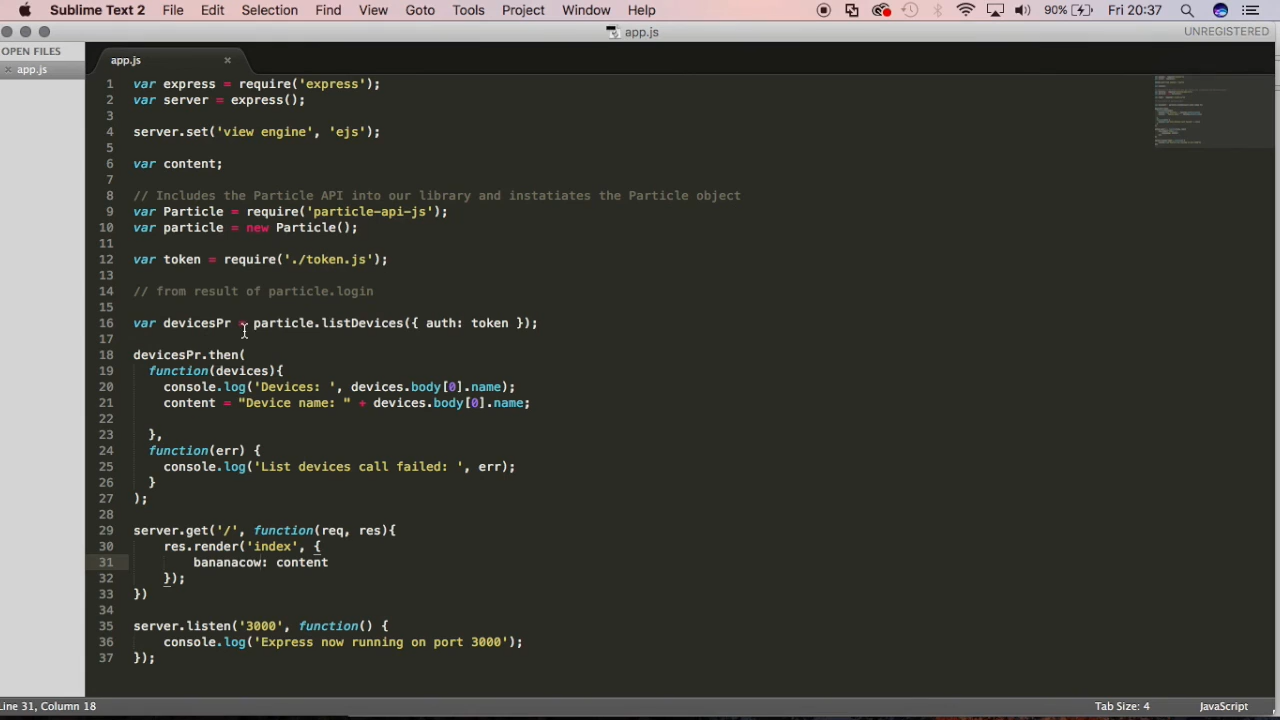 Sublime Text 2 File Edit Selection Find View Goto Tools Project Window Help 90% Fri 20:37
app.js UNREGISTERED
OPEN FILES
app.js
app.js
1 var express = require('express');
2 var server = express();
3
4 server.set('view engine', 'ejs');
5
6 var content;
7
8 // Includes the Particle API into our library and instatiates the Particle object
9 var Particle = require('particle-api-js');
10 var particle = new Particle();
11
12 var token = require('./token.js');
13
14 // from result of particle.login
15
16 var devicesPr = particle.listDevices({ auth: token });
17
18 devicesPr.then(
19 function(devices){
20 console.log('Devices: ', devices.body[0].name);
21 content = "Device name: " + devices.body[0].name;
22
23 },
24 function(err) {
25 console.log('List devices call failed: ', err);
26 }
27 );
28
29 server.get('/', function(req, res){
30 res.render('index', {
31 bananacow: content
32 });
33 })
34
35 server.listen('3000', function() {
36 console.log('Express now running on port 3000');
37 });
Line 31, Column 18 Tab Size: 4 JavaScript